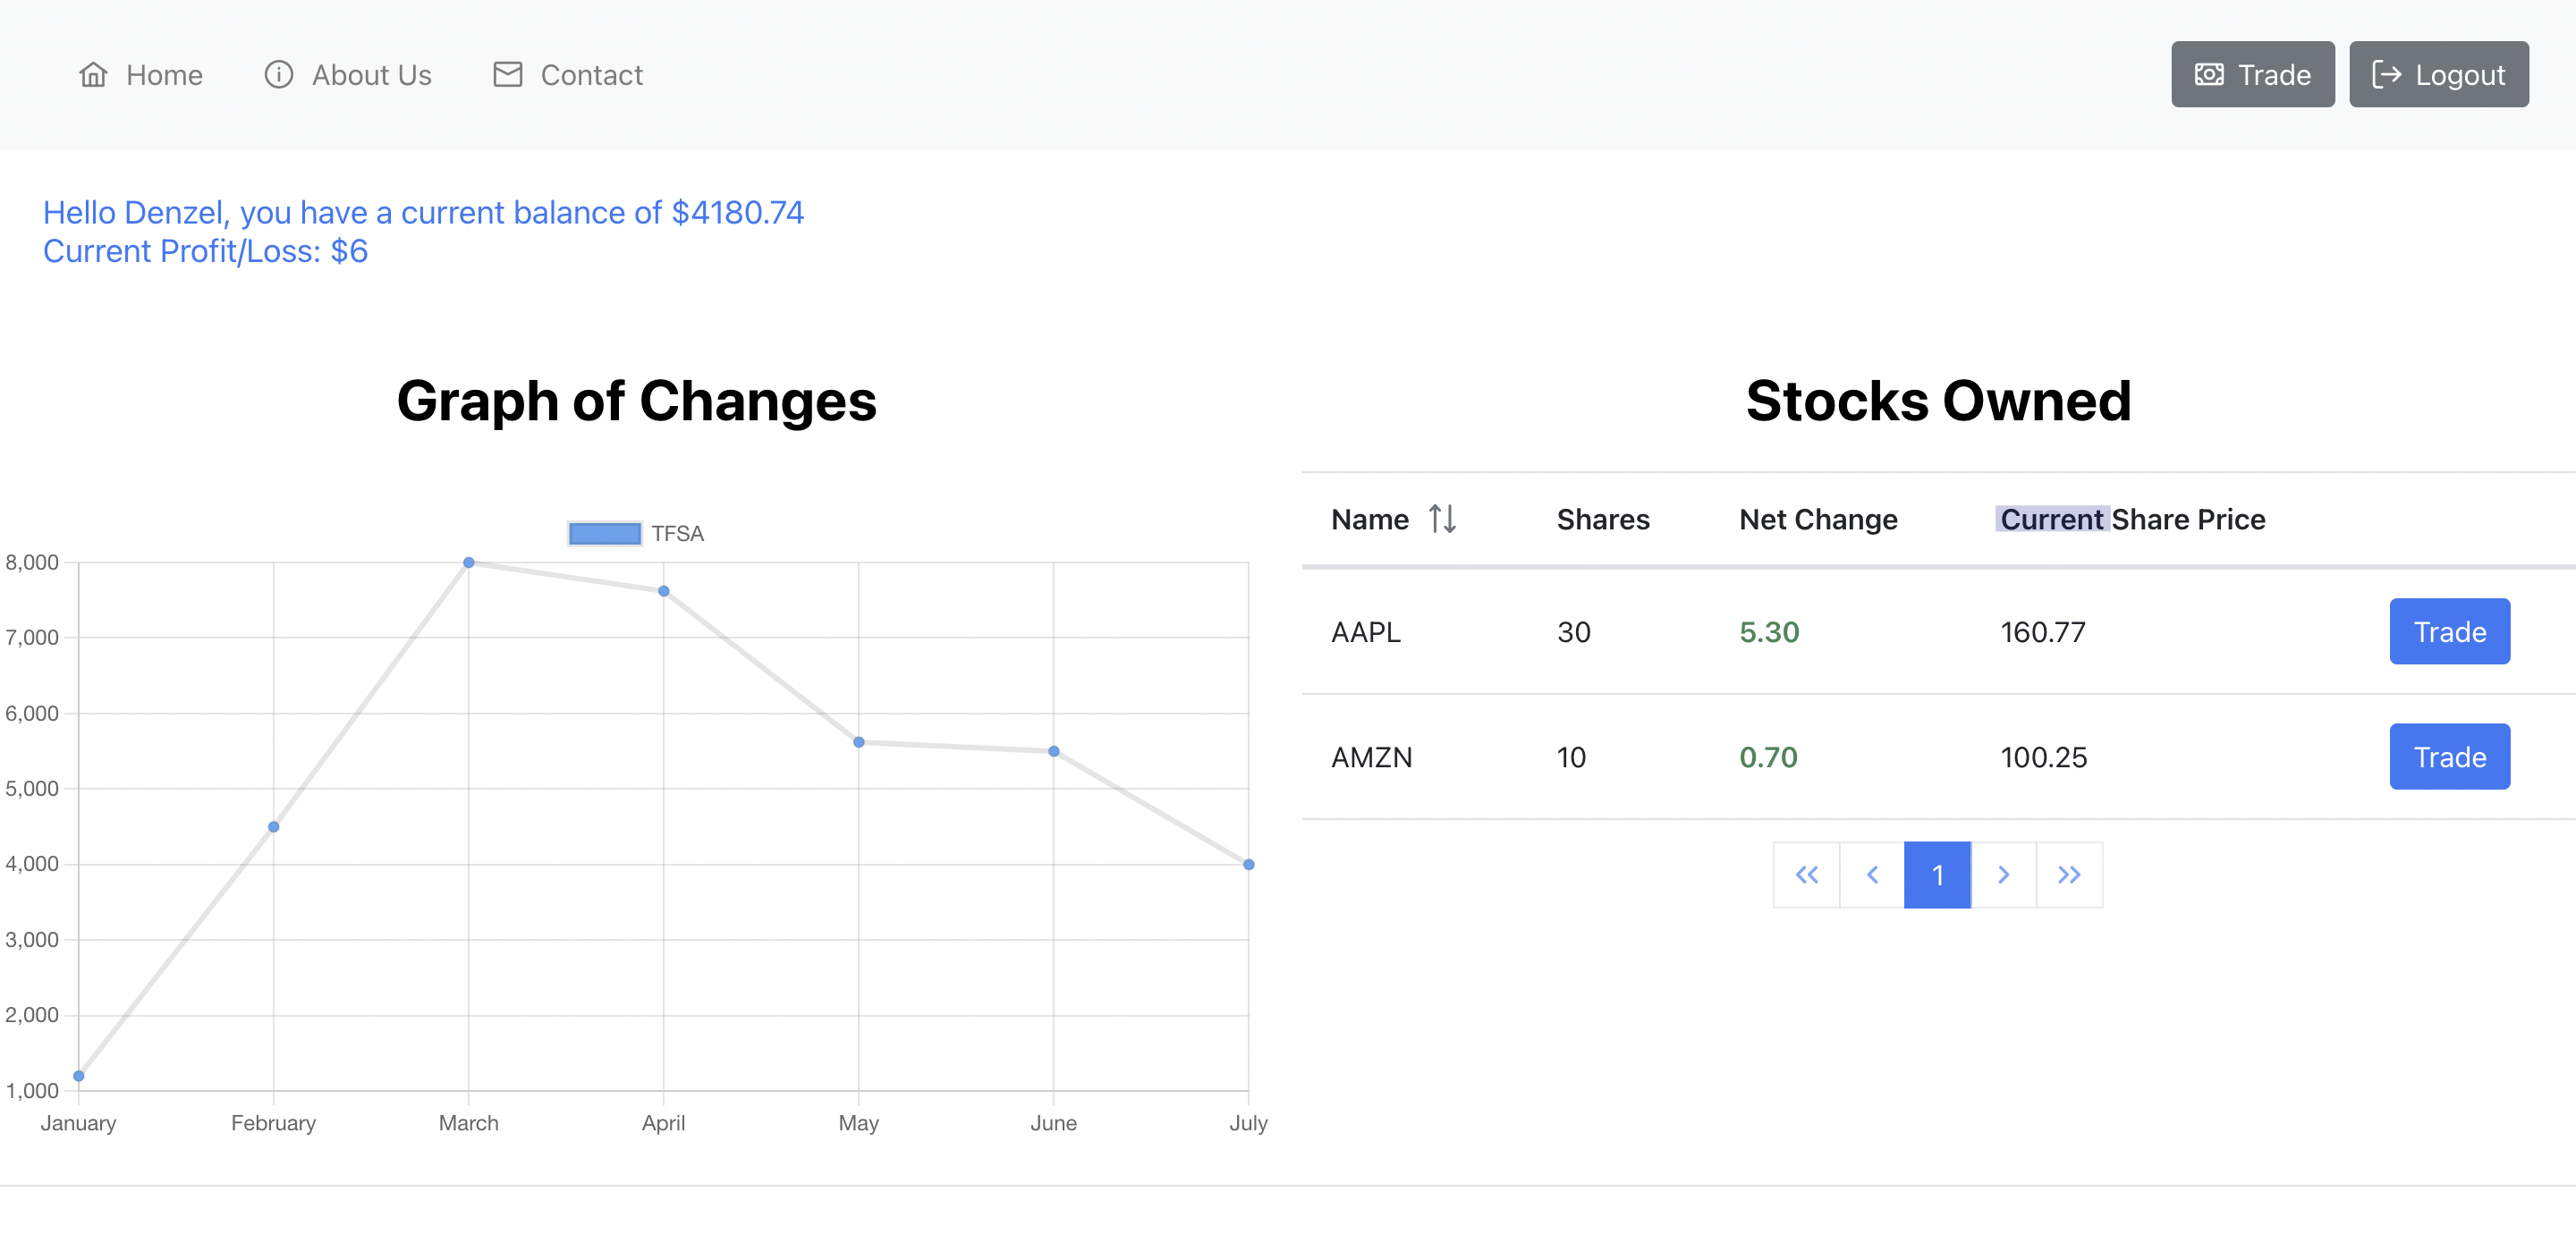 Home About Us Contact Trade Logout
Hello Denzel, you have a current balance of $4180.74
Current Profit/Loss: $6
Graph of Changes
TFSA
8,000
7,000
6,000
5,000
4,000
3,000
2,000
1,000
January February March April May June July
Stocks Owned
Name Shares Net Change Current Share Price
AAPL 30 5.30 160.77 Trade
AMZN 10 0.70 100.25 Trade
« ‹ 1 › »